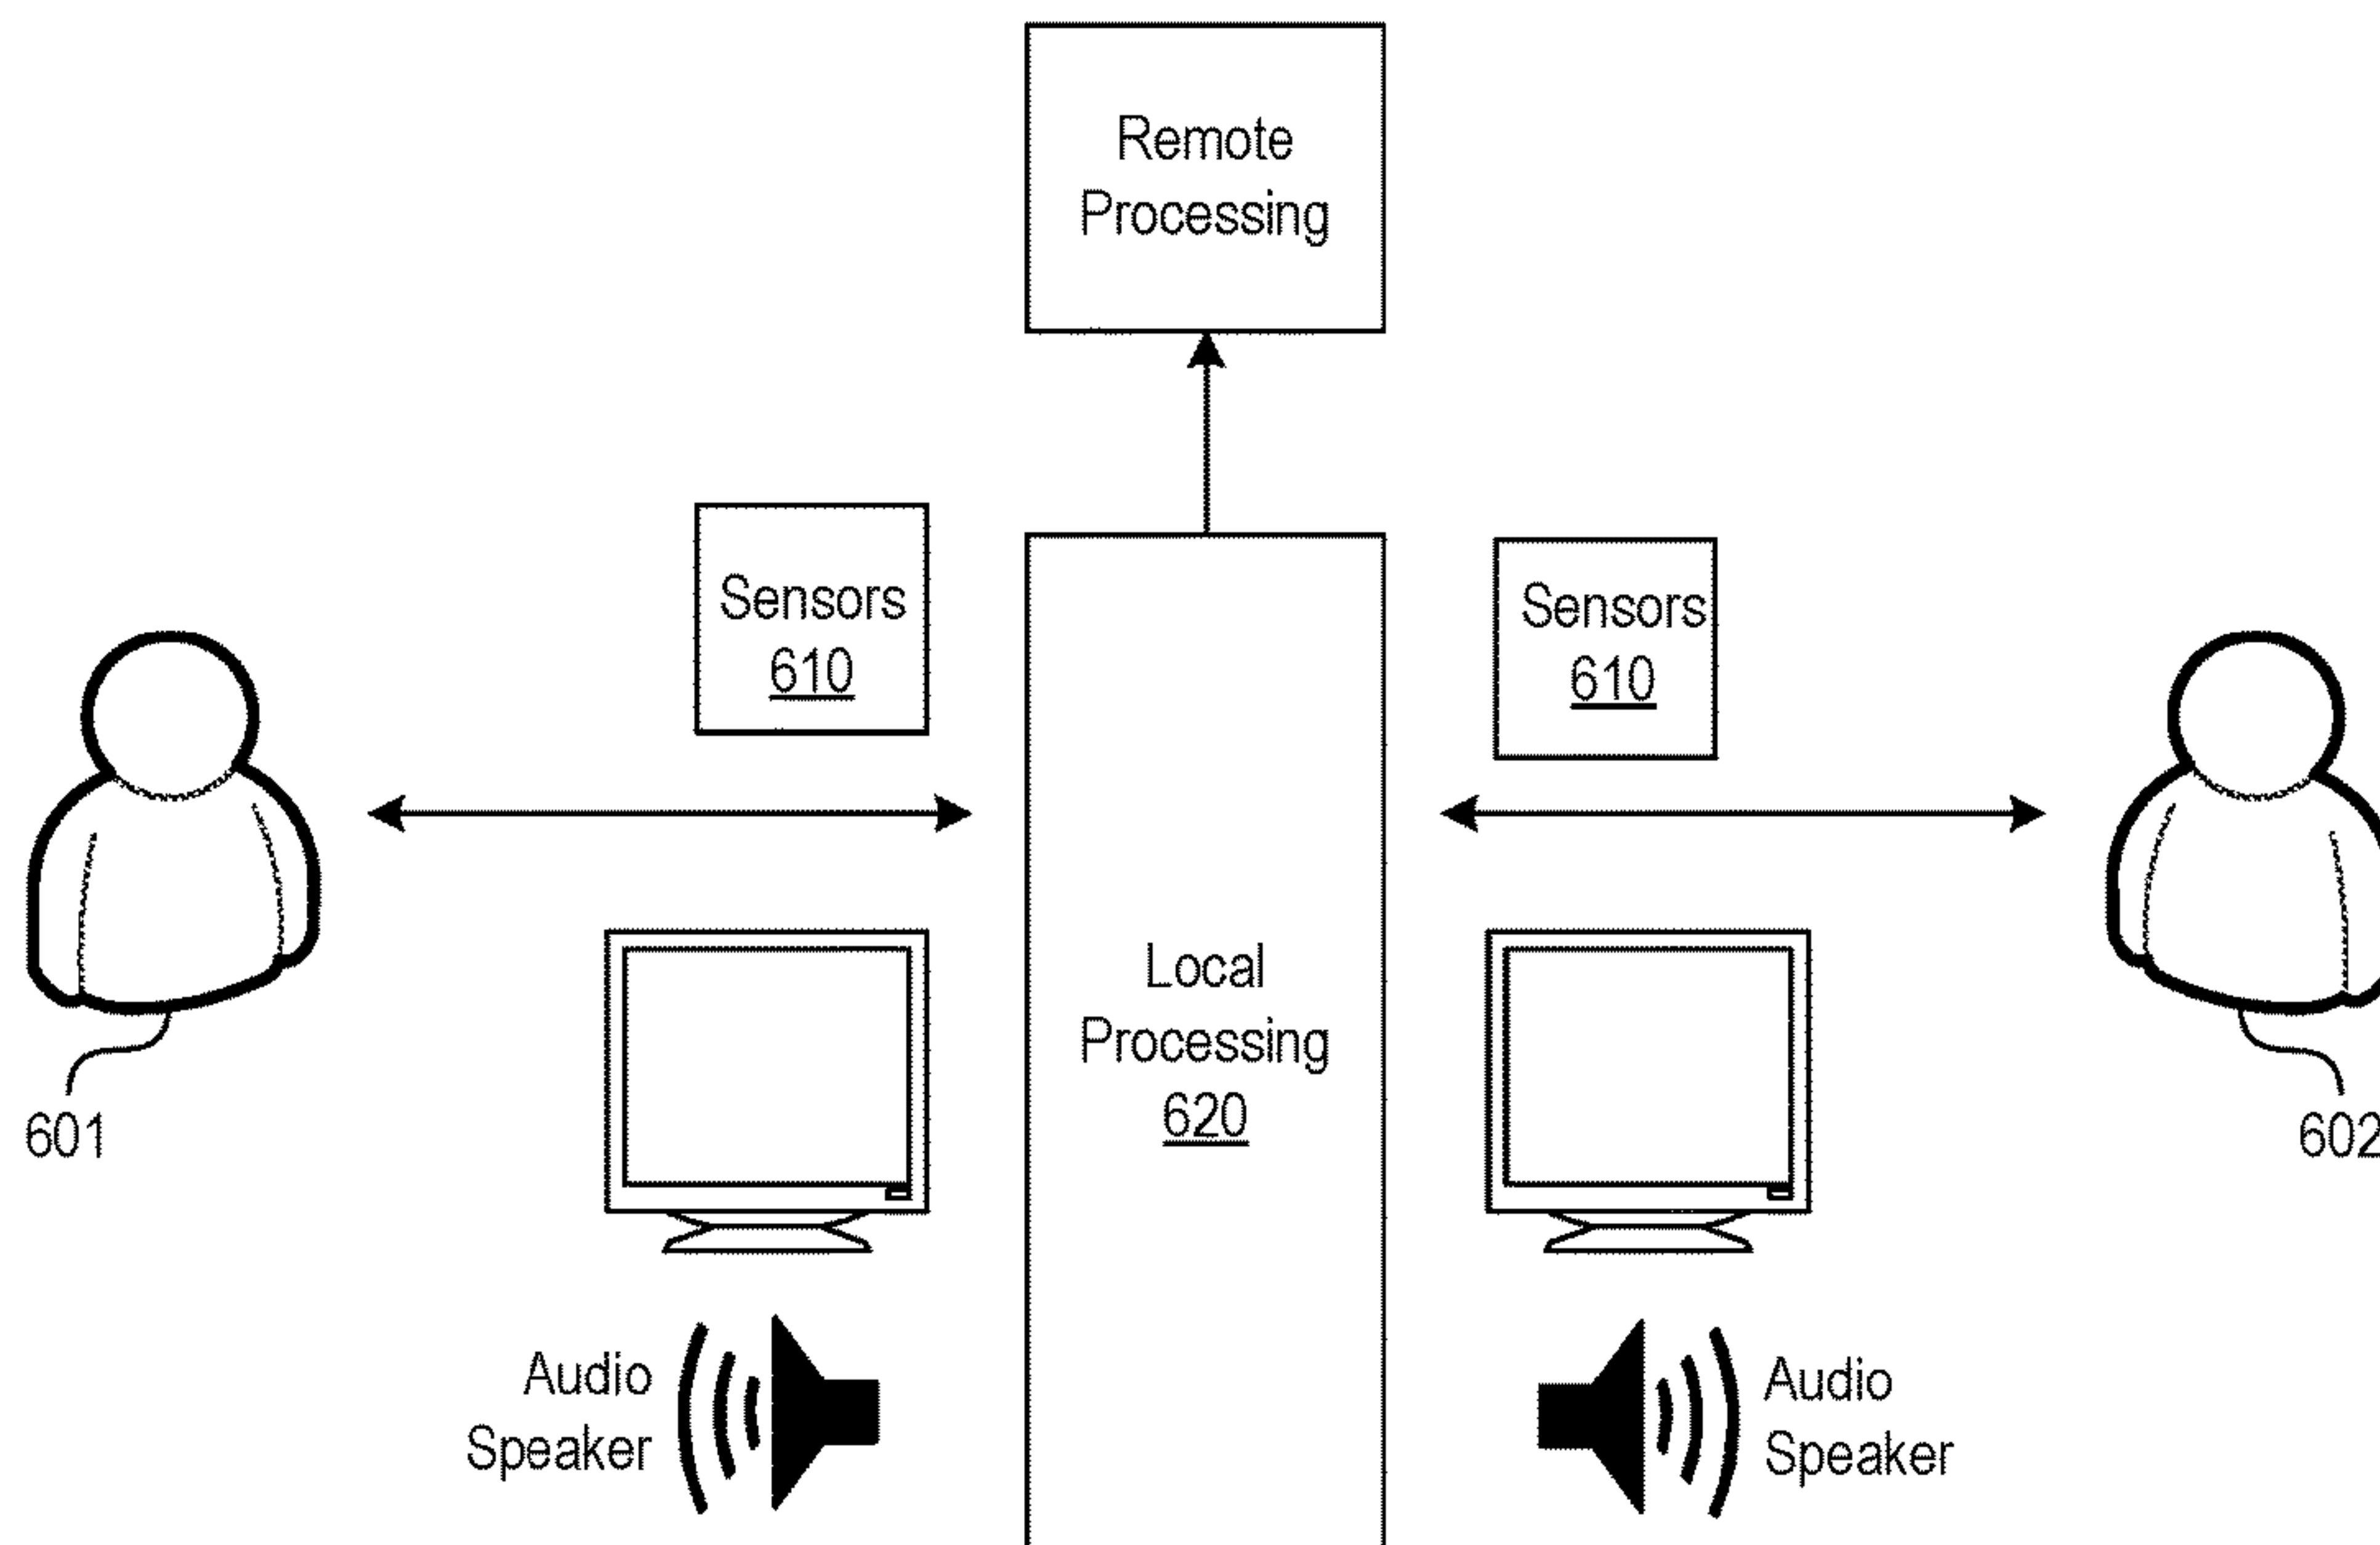 Remote
Processing
Sensors
610
Sensors
610
Local
Processing
620
601
602
Audio
Speaker
Audio
Speaker